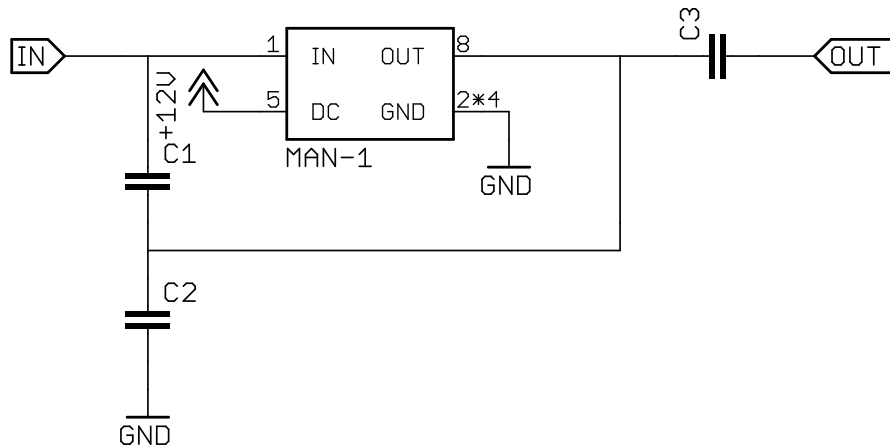 C3
IN
1
IN
OUT
8
OUT
+12V
5
DC
GND
2*4
MAN-1
C1
GND
C2
GND